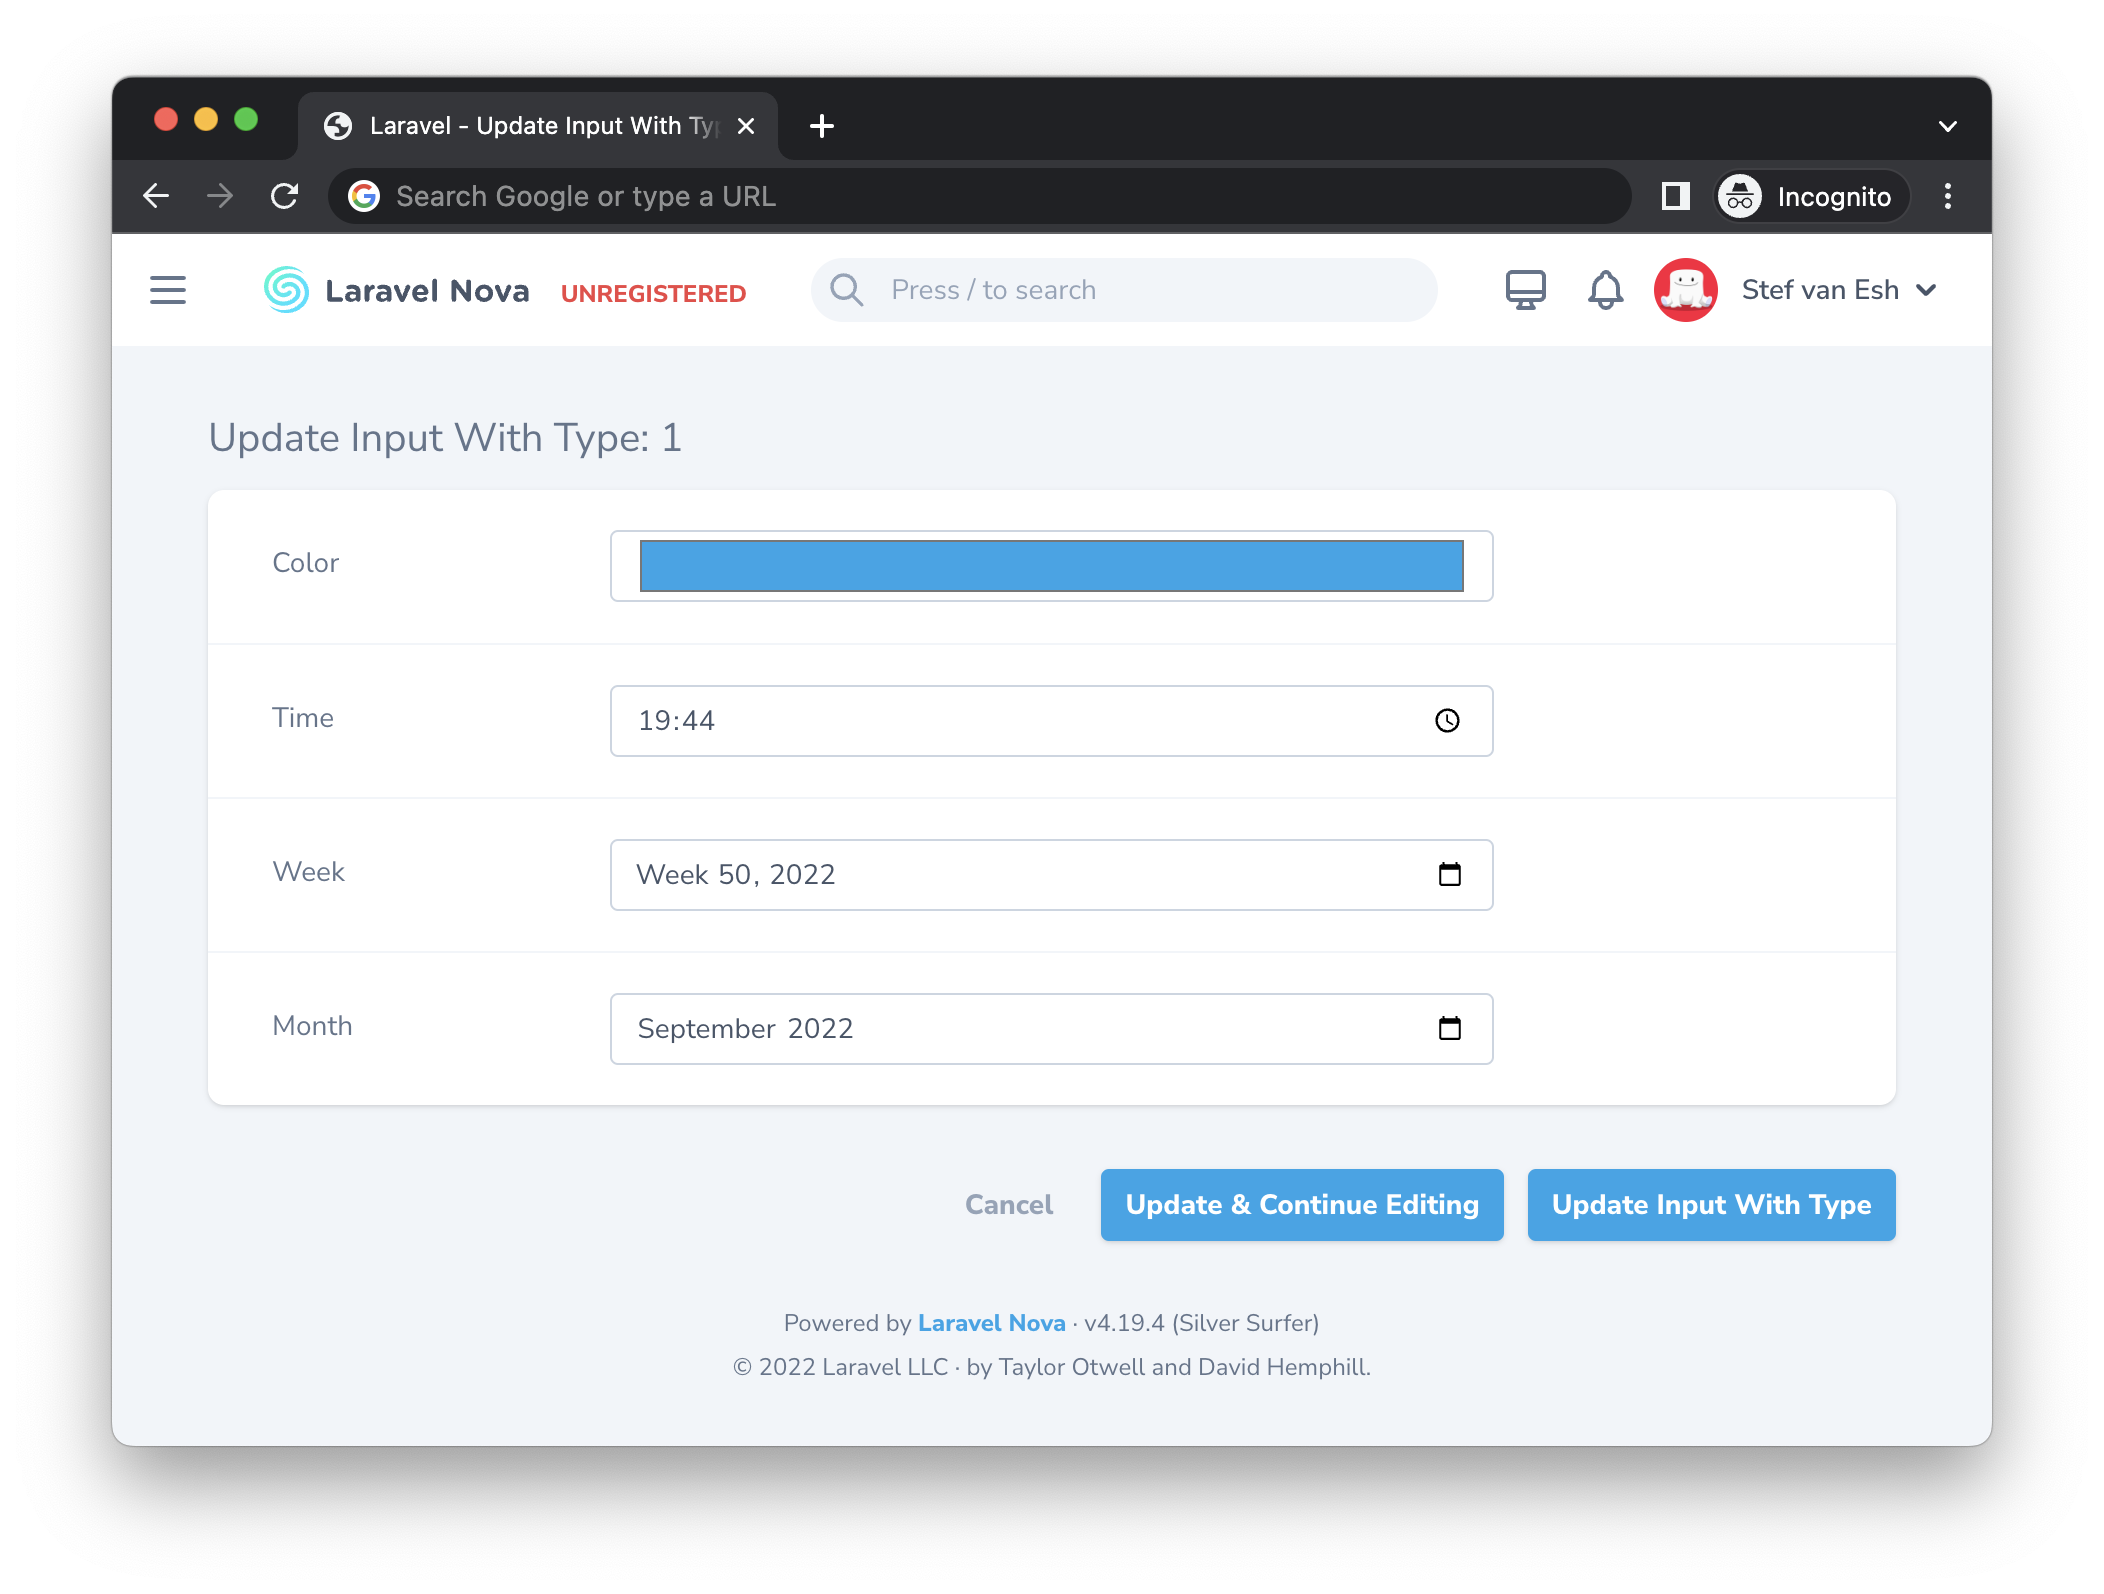 Laravel - Update Input With Typ
Search Google or type a URL
Incognito
Laravel Nova UNREGISTERED
Press / to search
Stef van Esh
Update Input With Type: 1
Color
Time
19:44
Week
Week 50, 2022
Month
September 2022
Cancel
Update & Continue Editing
Update Input With Type
Powered by Laravel Nova · v4.19.4 (Silver Surfer)
© 2022 Laravel LLC · by Taylor Otwell and David Hemphill.